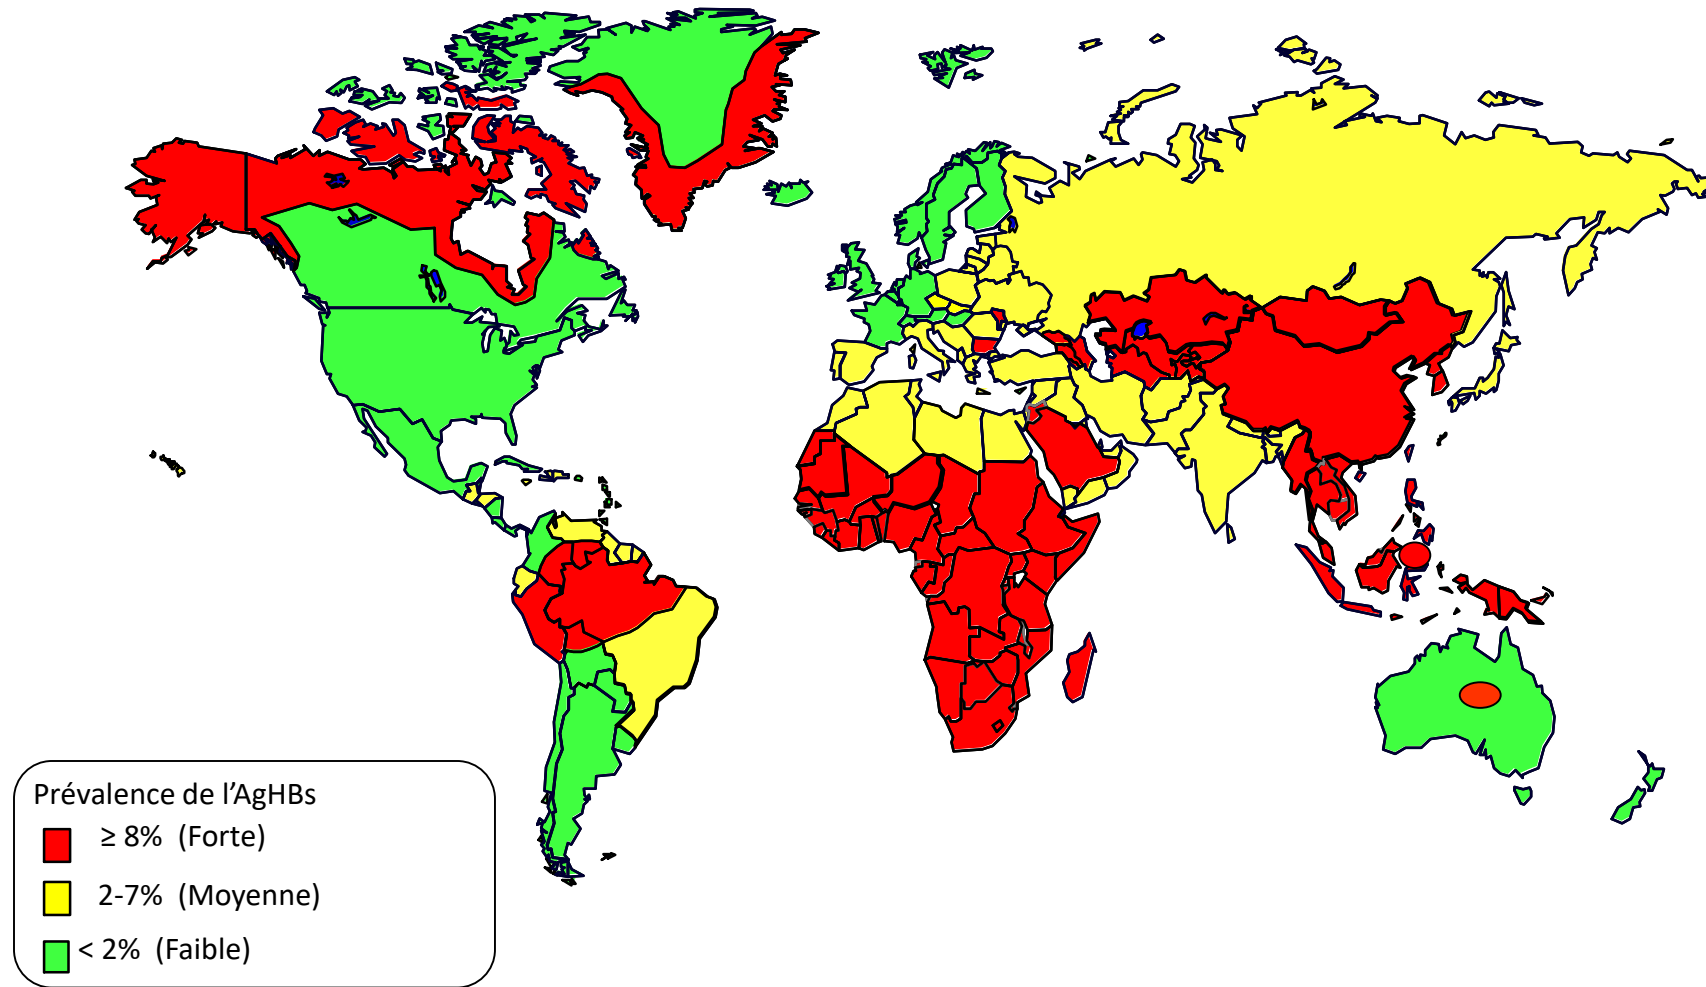 Prévalence de l'AgHBs
≥ 8% (Forte)
2-7% (Moyenne)
< 2% (Faible)